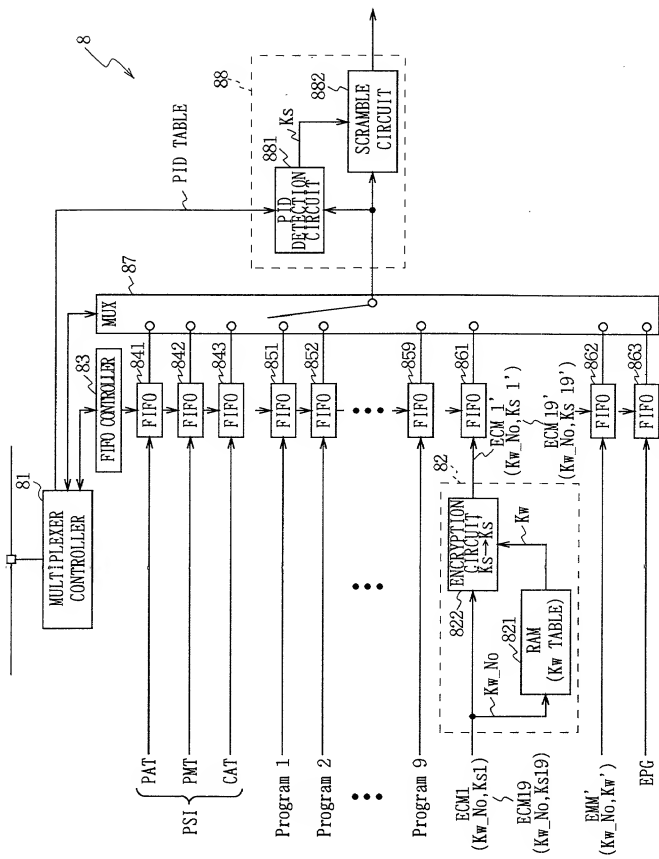 8
81
MULTIPLEXER
CONTROLLER
PID TABLE
88
881
PID
DETECTION
CIRCUIT
Ks
882
SCRAMBLE
CIRCUIT
83
FIFO CONTROLLER
87
MUX
PSI
PAT
FIFO
841
PMT
FIFO
842
CAT
FIFO
843
Program 1
FIFO
851
Program 2
FIFO
852
Program 9
FIFO
859
ECM1
(Kw_No,Ks1)
ECM19
(Kw_No,Ks19)
Kw_No
82
822
ENCRYPTION
CIRCUIT
Ks→Ks'
821
RAM
(Kw TABLE)
Kw
ECM 1'
(Kw_No,Ks 1')
ECM 19'
(Kw_No,Ks 19')
FIFO
861
EMM'
(Kw_No,Kw')
FIFO
862
EPG
FIFO
863